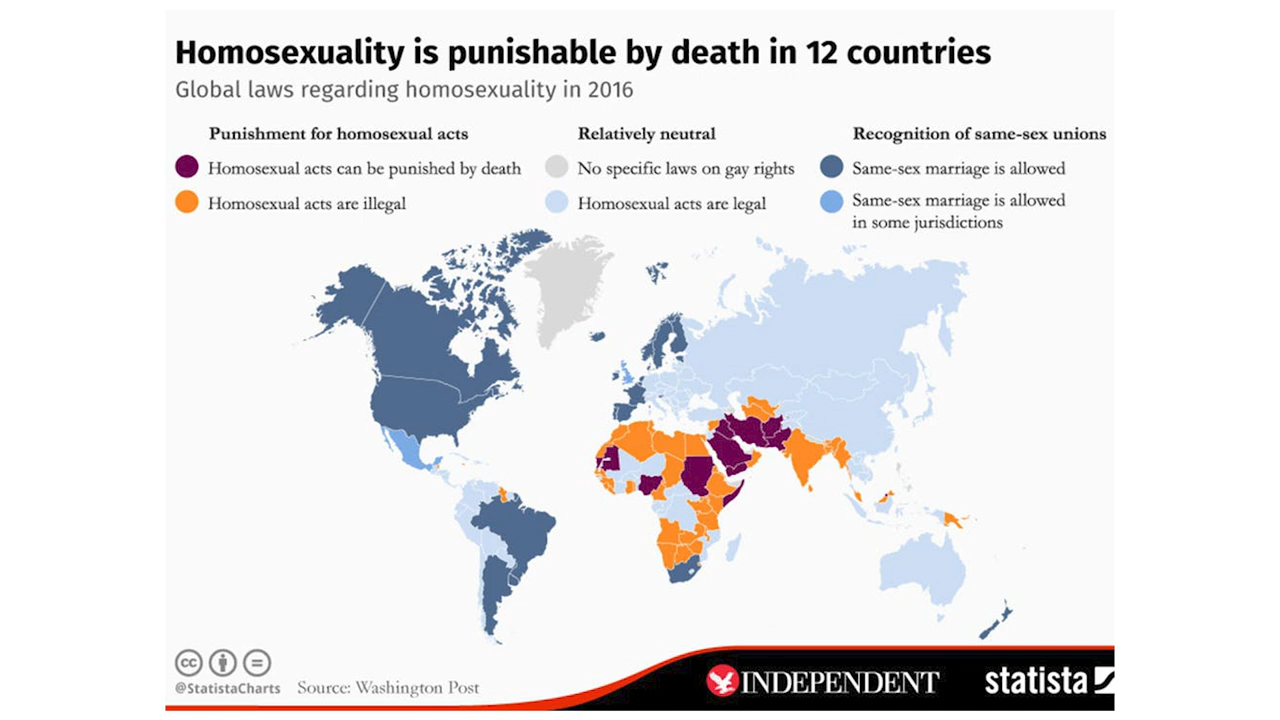 Homosexuality is punishable by death in 12 countries
Global laws regarding homosexuality in 2016
Punishment for homosexual acts
Homosexual acts can be punished by death
Homosexual acts are illegal
Relatively neutral
No specific laws on gay rights
Homosexual acts are legal
Recognition of same-sex unions
Same-sex marriage is allowed
Same-sex marriage is allowed
in some jurisdictions
cc
@StatistaCharts Source: Washington Post
INDEPENDENT
statista